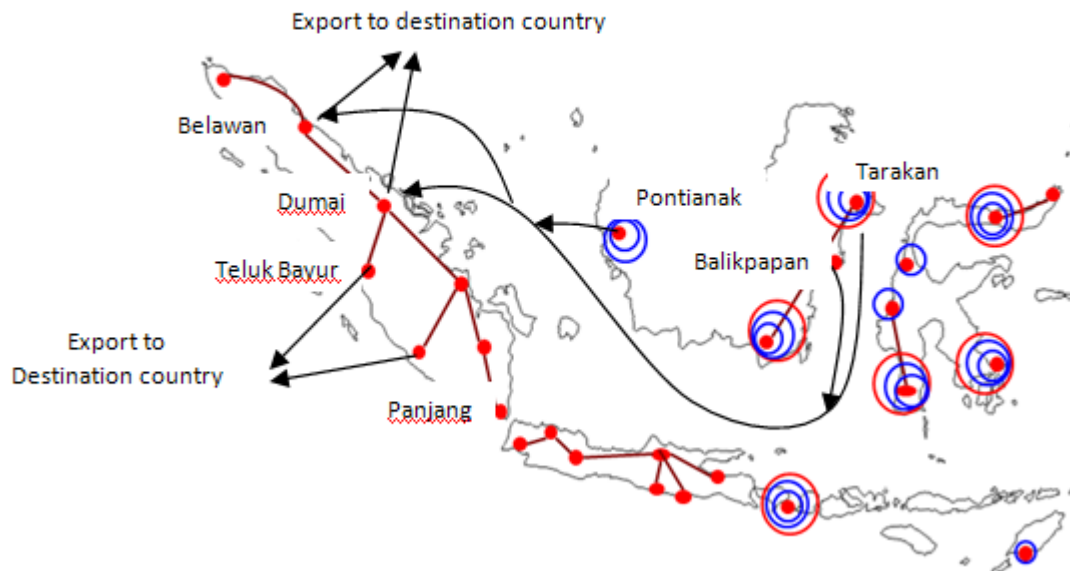 Export to destination country
Belawan
Tarakan
Dumai
Pontianak
Teluk Bayur
Balikpapan
Export to
Destination country
Panjang